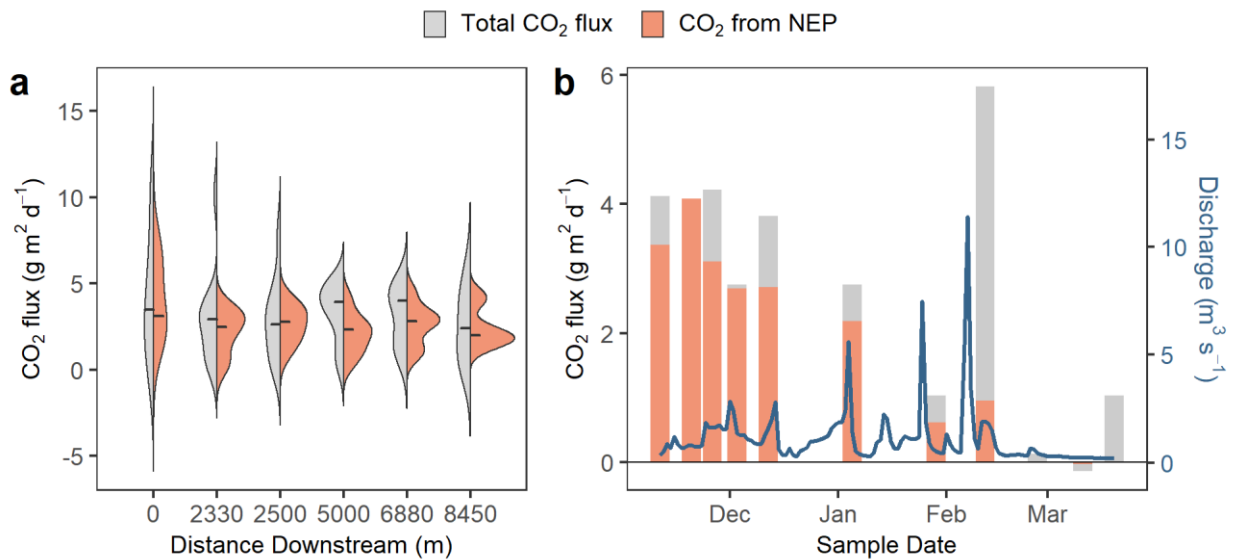 Total CO₂ flux CO₂ from NEP
a
CO₂ flux (g m² d⁻¹)
15
10
5
0
-5
0 2330 2500 5000 6880 8450
Distance Downstream (m)
b
CO₂ flux (g m² d⁻¹)
6
4
2
0
Dec Jan Feb Mar
Sample Date
15
10
5
0
Discharge (m³ s⁻¹)